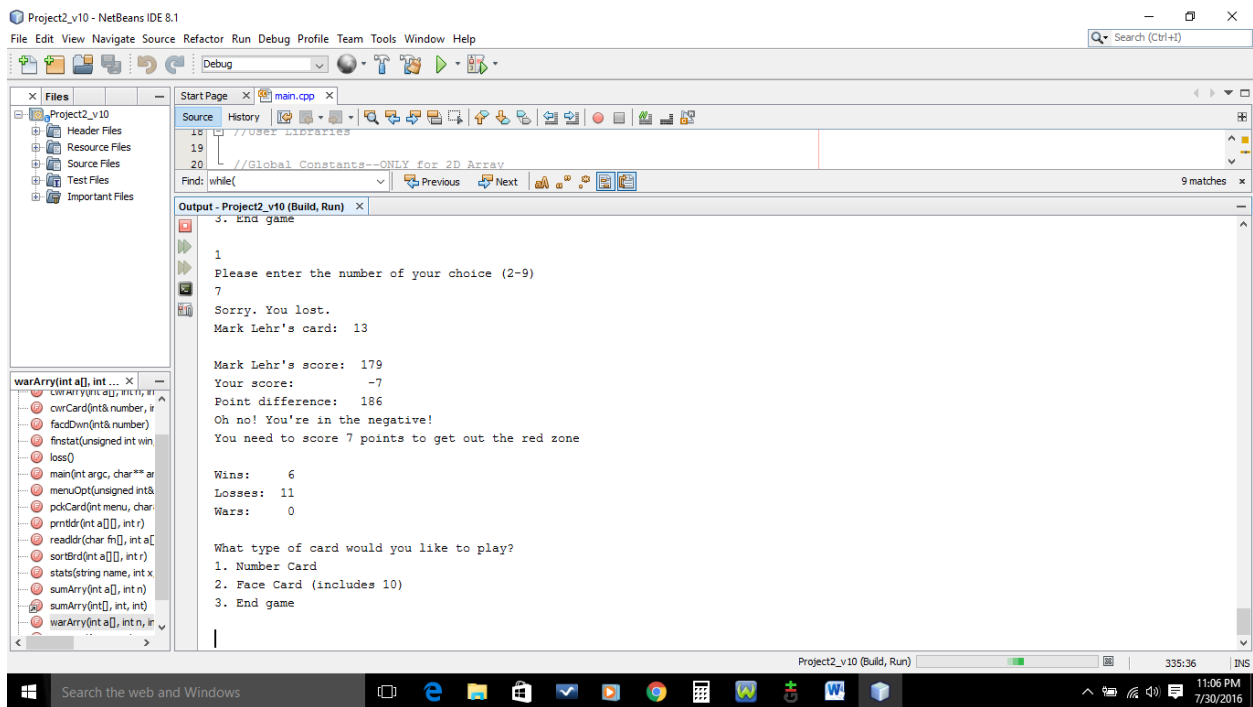 Project2_v10 - NetBeans IDE 8.1
File Edit View Navigate Source Refactor Run Debug Profile Team Tools Window Help
Search (Ctrl+I)
Debug
Files
Start Page
main.cpp
Project2_v10
Header Files
Resource Files
Source Files
Test Files
Important Files
Source History
18 //User Libraries
19
20 //Global Constants--ONLY for 2D Array
Find: while(
Previous Next
9 matches
Output - Project2_v10 (Build, Run)
3. End game
1
Please enter the number of your choice (2-9)
7
Sorry. You lost.
Mark Lehr's card: 13
Mark Lehr's score: 179
Your score: -7
Point difference: 186
Oh no! You're in the negative!
You need to score 7 points to get out the red zone
Wins: 6
Losses: 11
Wars: 0
What type of card would you like to play?
1. Number Card
2. Face Card (includes 10)
3. End game
warArry(int a[], int ...
cwrArry(int a[], int n, in
cwrCard(int& number, ir
facdDwn(int& number)
finstat(unsigned int win
loss()
main(int argc, char** ar
menuOpt(unsigned int&
pckCard(int menu, char
prntldr(int a[][], int r)
readldr(char fn[], int a[
sortBrd(int a[][], int r)
stats(string name, int x
sumArry(int a[], int n)
sumArry(int[], int, int)
warArry(int a[], int n, ir
Project2_v10 (Build, Run)
335:36
INS
Search the web and Windows
11:06 PM
7/30/2016